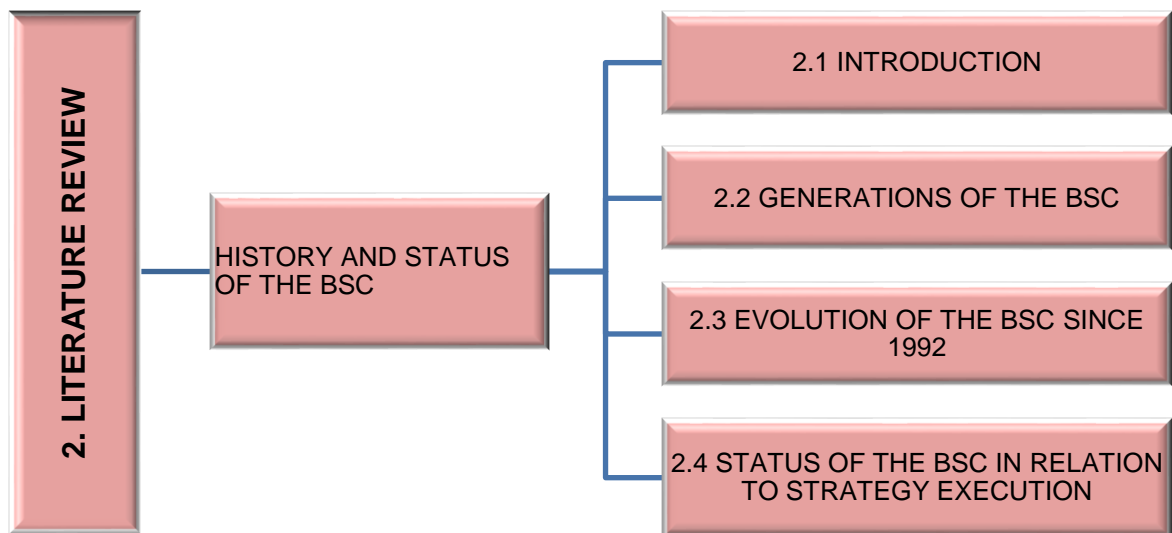 2. LITERATURE REVIEW
HISTORY AND STATUS
OF THE BSC
2.1 INTRODUCTION
2.2 GENERATIONS OF THE BSC
2.3 EVOLUTION OF THE BSC SINCE
1992
2.4 STATUS OF THE BSC IN RELATION
TO STRATEGY EXECUTION